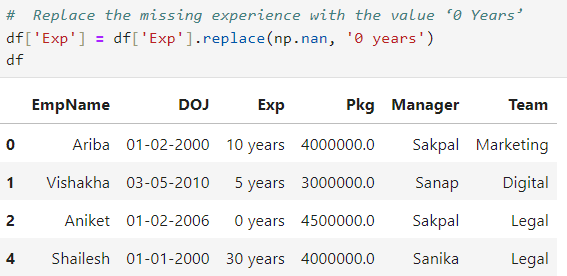 # Replace the missing experience with the value ‘0 Years’
df['Exp'] = df['Exp'].replace(np.nan, '0 years')
df
EmpName DOJ Exp Pkg Manager Team
0 Ariba 01-02-2000 10 years 4000000.0 Sakpal Marketing
1 Vishakha 03-05-2010 5 years 3000000.0 Sanap Digital
2 Aniket 01-02-2006 0 years 4500000.0 Sakpal Legal
4 Shailesh 01-01-2000 30 years 4000000.0 Sanika Legal